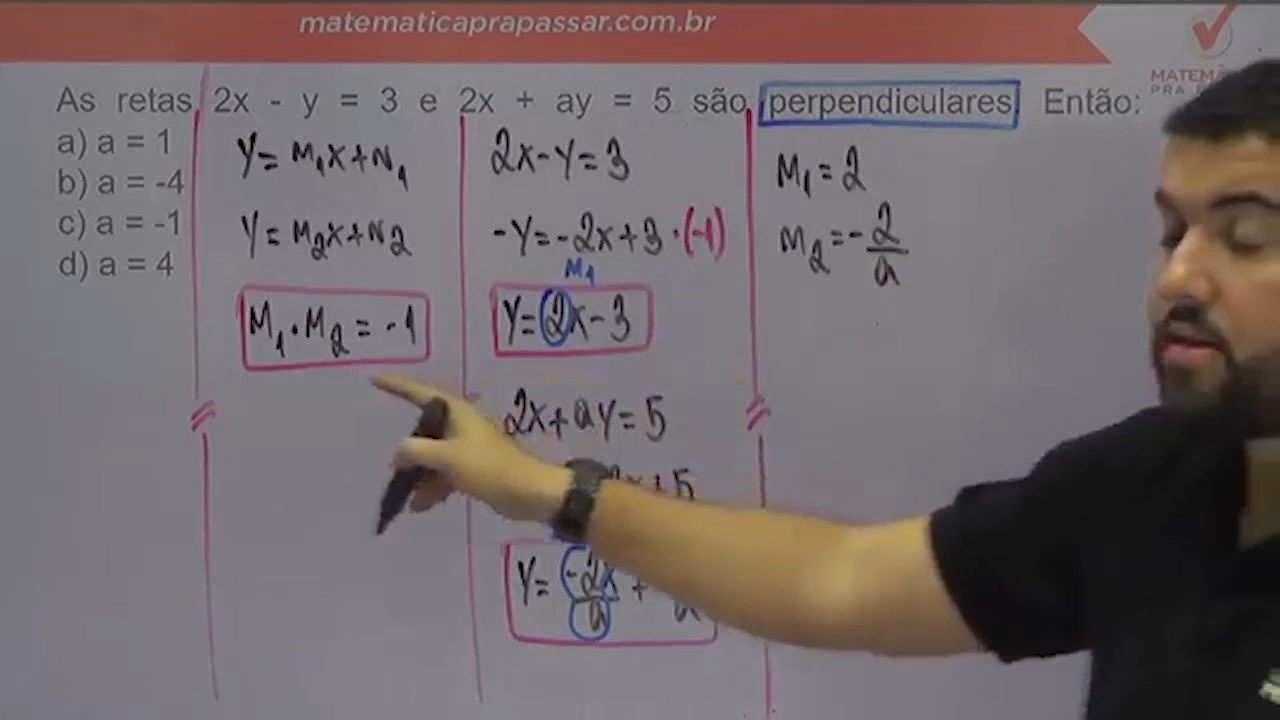 matematicaprapassar.com.br
As retas 2x - y = 3 e 2x + ay = 5 são perpendiculares. Então:
a) a = 1
b) a = -4
c) a = -1
d) a = 4
Y = M₁X + N₁
Y = M₂X + N₂
M₁ · M₂ = -1
2X - Y = 3
-Y = -2X + 3 · (-1)
M₁
Y = 2X - 3
2X + aY = 5
X + 5
Y = -2X/a +
a
M₁ = 2
M₂ = -2/a